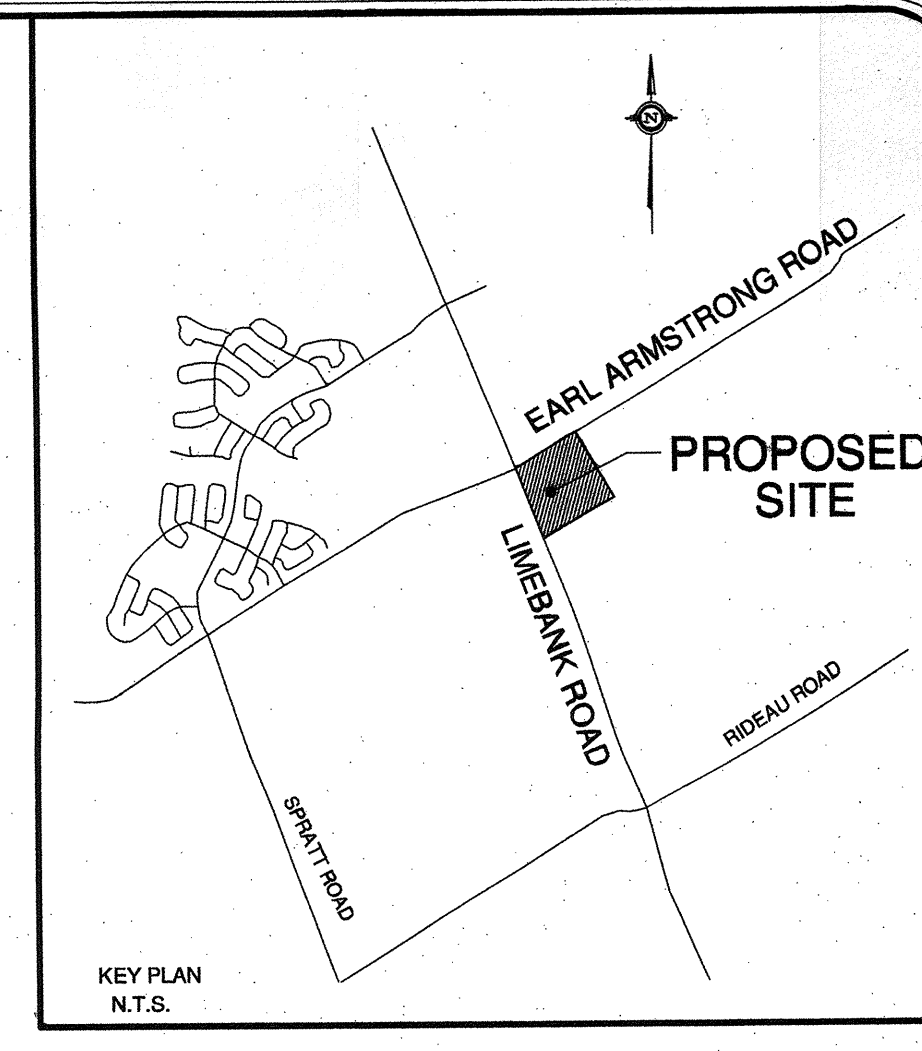 N
EARL ARMSTRONG ROAD
PROPOSED
SITE
LIMEBANK ROAD
RIDEAU ROAD
SPRATT ROAD
KEY PLAN
N.T.S.